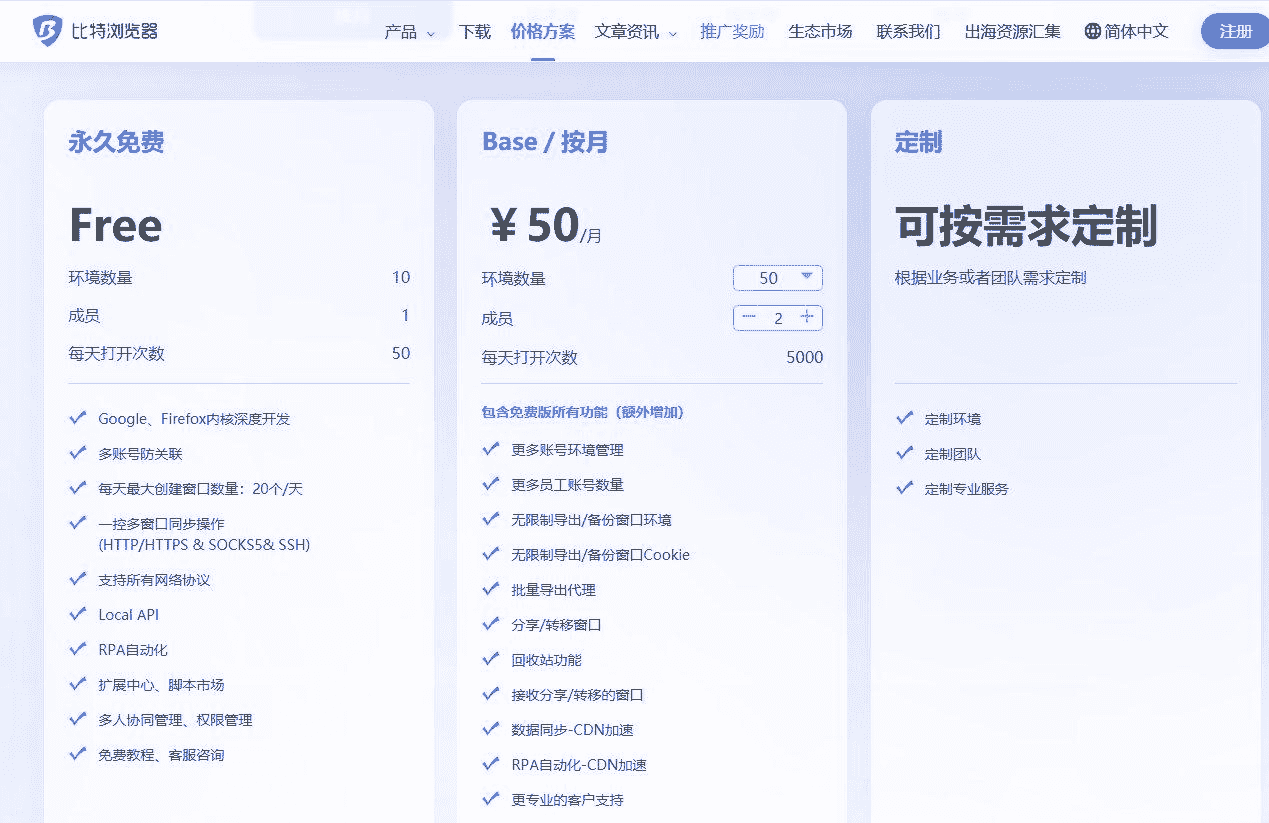 比特浏览器
产品 下载 价格方案 文章资讯 推广奖励 生态市场 联系我们 出海资源汇集 简体中文 注册
永久免费
Free
环境数量 10
成员 1
每天打开次数 50
Google、Firefox内核深度开发
多账号防关联
每天最大创建窗口数量：20个/天
一控多窗口同步操作
(HTTP/HTTPS & SOCKS5& SSH)
支持所有网络协议
Local API
RPA自动化
扩展中心、脚本市场
多人协同管理、权限管理
免费教程、客服咨询
Base / 按月
￥50/月
环境数量 50
成员 2
每天打开次数 5000
包含免费版所有功能（额外增加）
更多账号环境管理
更多员工账号数量
无限制导出/备份窗口环境
无限制导出/备份窗口Cookie
批量导出代理
分享/转移窗口
回收站功能
接收分享/转移的窗口
数据同步-CDN加速
RPA自动化-CDN加速
更专业的客户支持
定制
可按需求定制
根据业务或者团队需求定制
定制环境
定制团队
定制专业服务